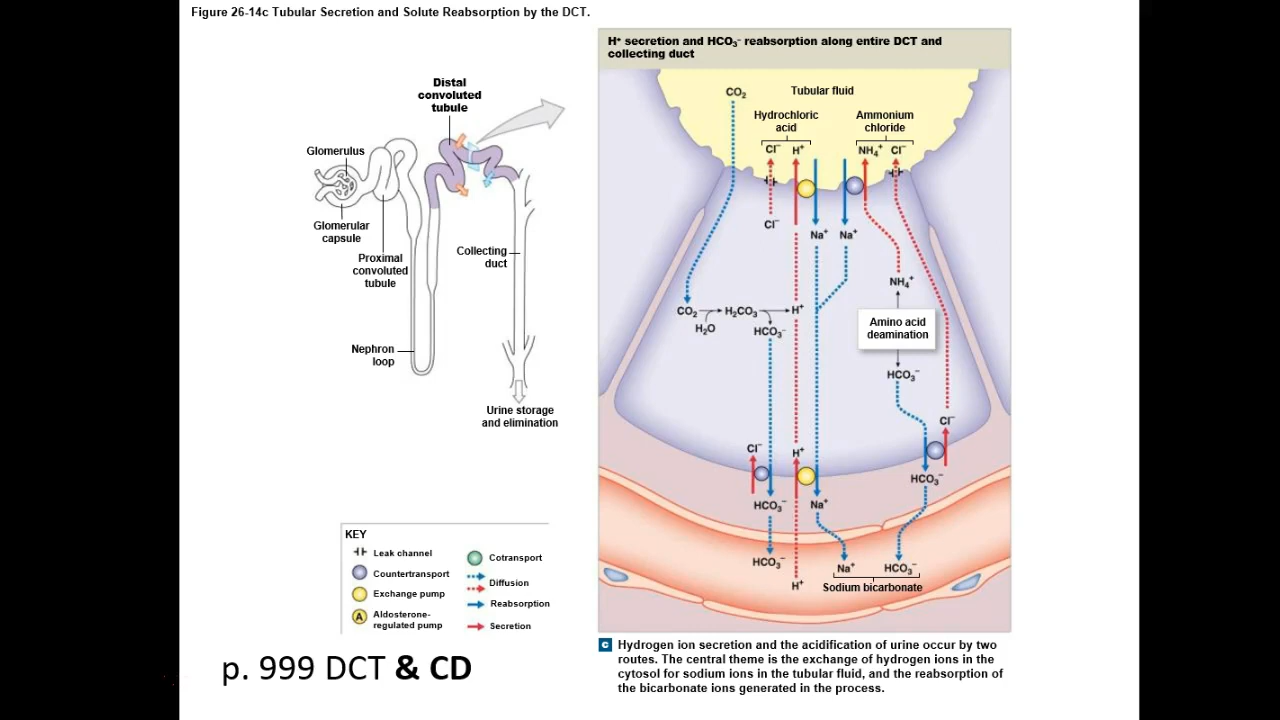 Figure 26-14c Tubular Secretion and Solute Reabsorption by the DCT.
Distal
convoluted
tubule
Glomerulus
Glomerular
capsule
Proximal
convoluted
tubule
Collecting
duct
Nephron
loop
Urine storage
and elimination
KEY
Leak channel
Countertransport
Exchange pump
A Aldosterone-
regulated pump
Cotransport
Diffusion
Reabsorption
Secretion
H⁺ secretion and HCO₃⁻ reabsorption along entire DCT and
collecting duct
CO₂
Tubular fluid
Hydrochloric
acid
Ammonium
chloride
Cl⁻ H⁺
NH₄⁺ Cl⁻
Cl⁻
Na⁺ Na⁺
NH₄⁺
CO₂ H₂CO₃ H⁺
H₂O
HCO₃⁻
Amino acid
deamination
HCO₃⁻
Cl⁻
Cl⁻
H⁺
HCO₃⁻
HCO₃⁻ Na⁺
HCO₃⁻
Na⁺ HCO₃⁻
H⁺
Sodium bicarbonate
C Hydrogen ion secretion and the acidification of urine occur by two
routes. The central theme is the exchange of hydrogen ions in the
cytosol for sodium ions in the tubular fluid, and the reabsorption of
the bicarbonate ions generated in the process.
p. 999 DCT & CD